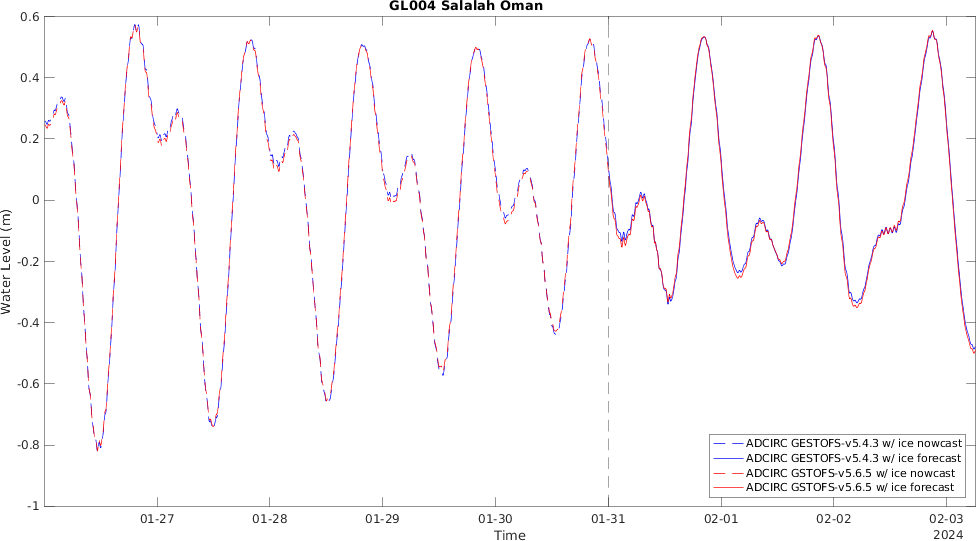 GL004 Salalah Oman
0.6
0.4
0.2
0
-0.2
-0.4
-0.6
-0.8
-1
Water Level (m)
ADCIRC GESTOFS-v5.4.3 w/ ice nowcast
ADCIRC GESTOFS-v5.4.3 w/ ice forecast
ADCIRC GSTOFS-v5.6.5 w/ ice nowcast
ADCIRC GSTOFS-v5.6.5 w/ ice forecast
01-27 01-28 01-29 01-30 01-31 02-01 02-02 02-03
Time 2024